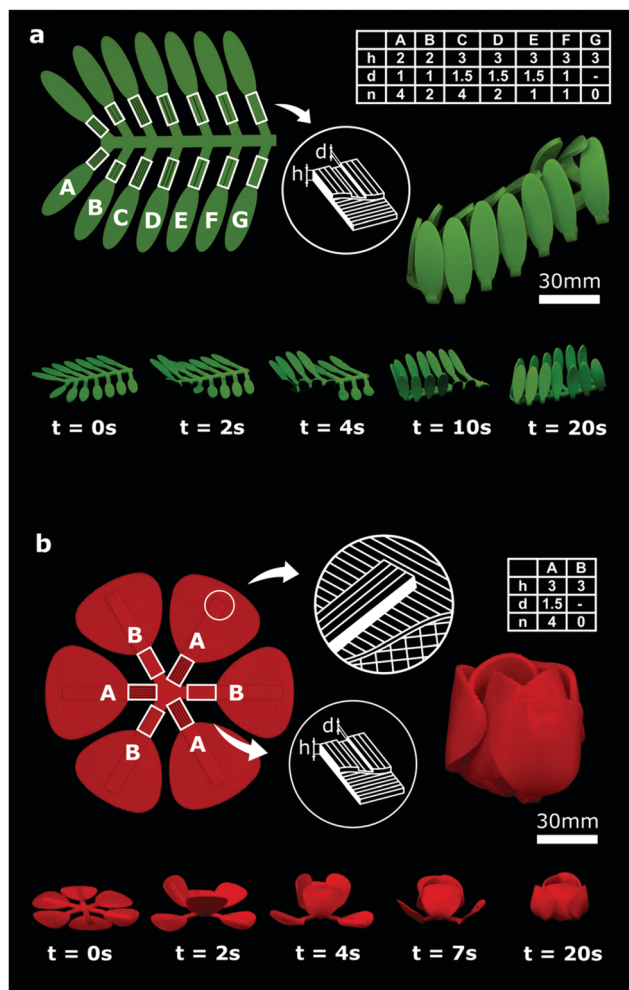 a
A B C D E F G
h 2 2 3 3 3 3 3
d 1 1 1.5 1.5 1.5 1 -
n 4 2 4 2 1 1 0
d
h
A
B
C
D
E
F
G
30mm
t = 0s t = 2s t = 4s t = 10s t = 20s
b
A B
h 3 3
d 1.5 -
n 4 0
B A
A B
B A
d
h
30mm
t = 0s t = 2s t = 4s t = 7s t = 20s